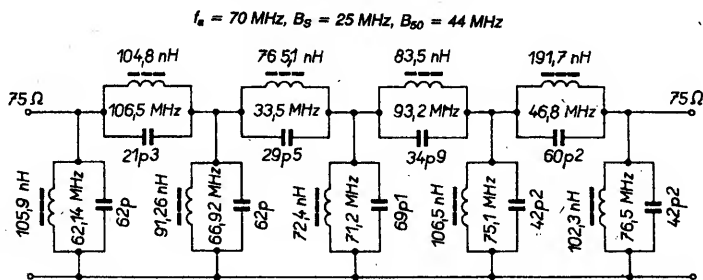 fₐ = 70 MHz, B_S = 25 MHz, B₅₀ = 44 MHz
104,8 nH
76 5,1 nH
83,5 nH
191,7 nH
75 Ω
106,5 MHz
33,5 MHz
93,2 MHz
46,8 MHz
75 Ω
21p3
29p5
34p9
60p2
105,9 nH
62,14 MHz
62p
91,26 nH
66,92 MHz
62p
72,4 nH
71,2 MHz
69p1
106,5 nH
75,1 MHz
42p2
102,3 nH
76,5 MHz
42p2